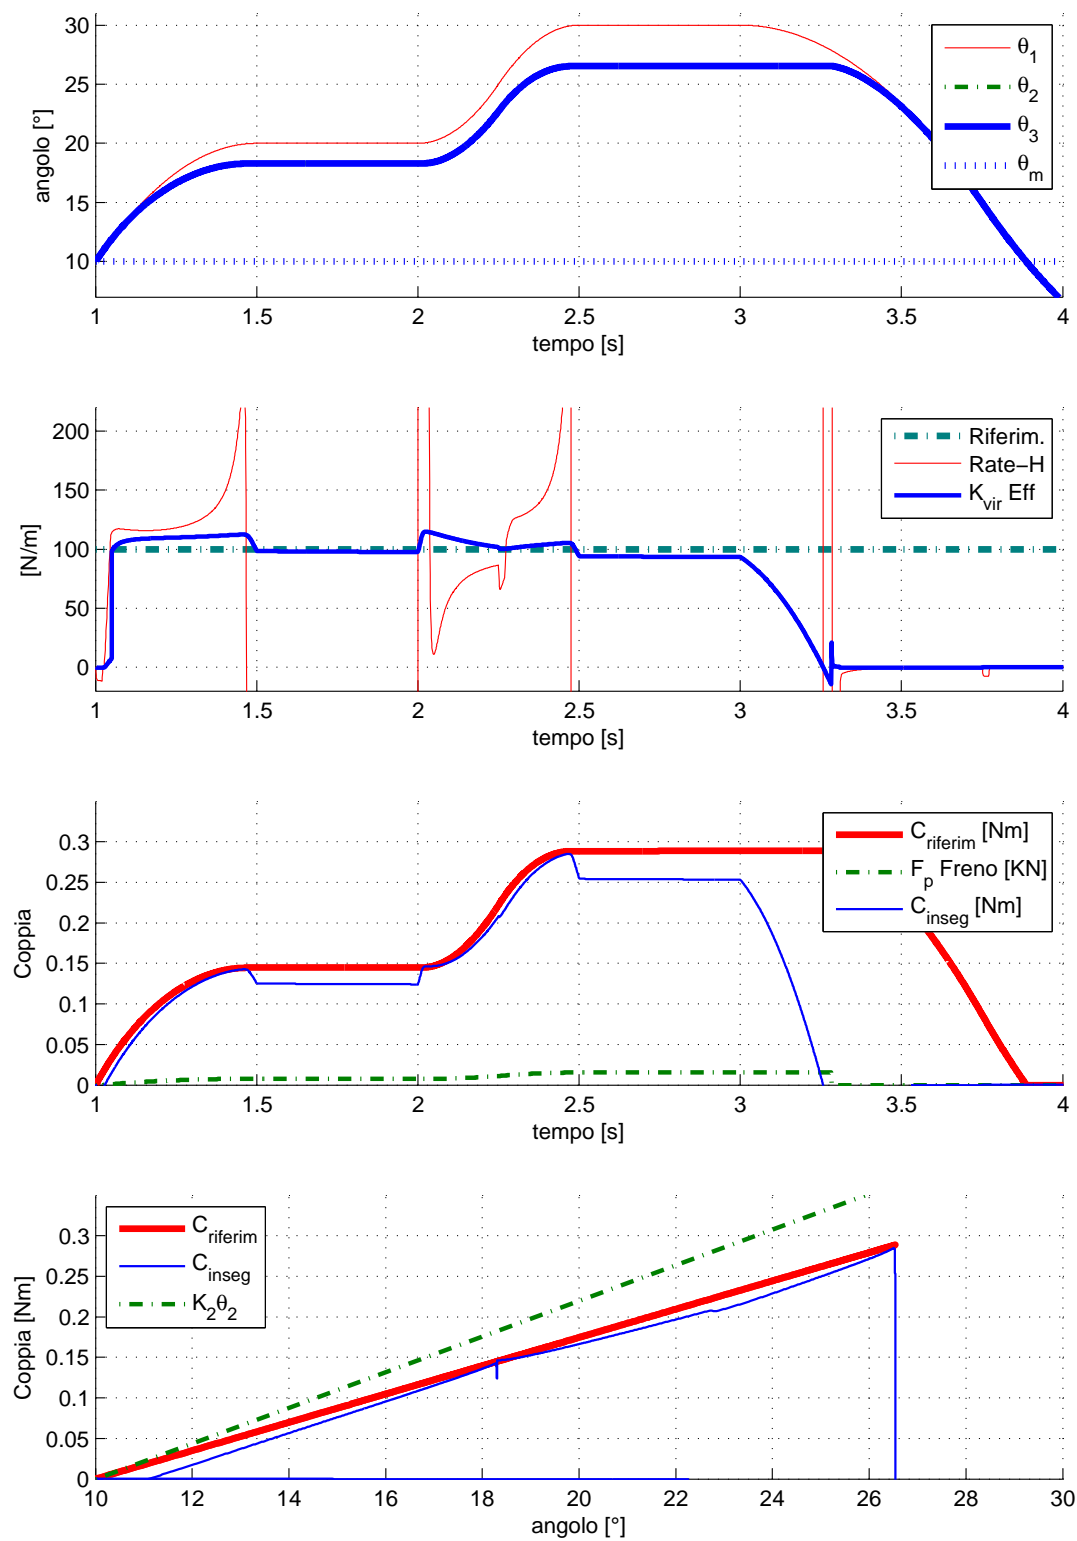 30
25
20
15
10
angolo [°]
θ1
θ2
θ3
θm
1 1.5 2 2.5 3 3.5 4
tempo [s]
200
150
100
50
0
[N/m]
Riferim.
Rate−H
Kvir Eff
1 1.5 2 2.5 3 3.5 4
tempo [s]
0.3
0.25
0.2
0.15
0.1
0.05
0
Coppia
Criferim [Nm]
Fp Freno [KN]
Cinseg [Nm]
1 1.5 2 2.5 3 3.5 4
tempo [s]
0.3
0.25
0.2
0.15
0.1
0.05
0
Coppia [Nm]
Criferim
Cinseg
K2θ2
10 12 14 16 18 20 22 24 26 28 30
angolo [°]